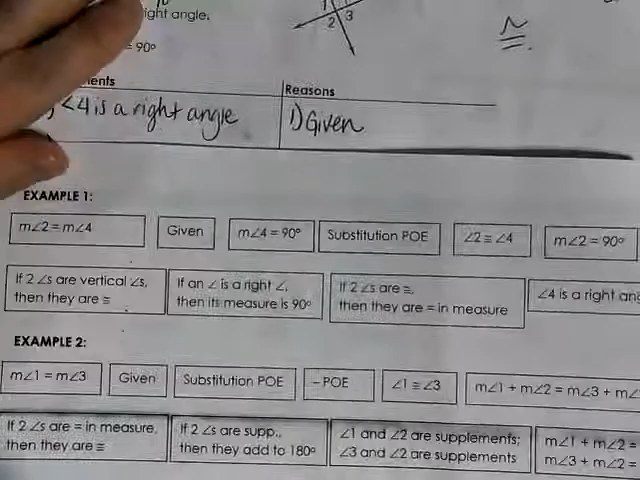 ight angle.
1
2 3
≅.
= 90°
ents Reasons
∠4 is a right angle 1) Given
EXAMPLE 1:
m∠2 = m∠4 Given m∠4 = 90° Substitution POE ∠2 ≅ ∠4 m∠2 = 90°
If 2 ∠s are vertical ∠s, If an ∠ is a right ∠, If 2 ∠s are ≅, ∠4 is a right ang
then they are ≅ then its measure is 90° then they are = in measure
EXAMPLE 2:
m∠1 = m∠3 Given Substitution POE – POE ∠1 ≅ ∠3 m∠1 + m∠2 = m∠3 + m∠
If 2 ∠s are = in measure, If 2 ∠s are supp., ∠1 and ∠2 are supplements; m∠1 + m∠2 =
then they are ≅ then they add to 180° ∠3 and ∠2 are supplements m∠3 + m∠2 =